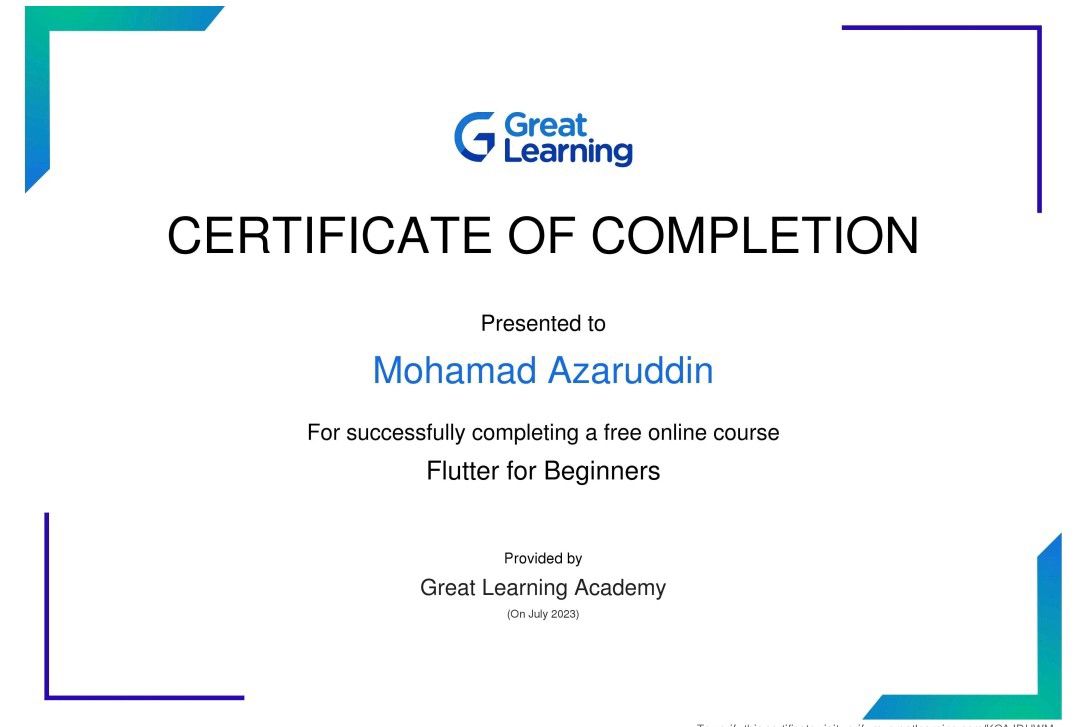 Great
Learning
CERTIFICATE OF COMPLETION
Presented to
Mohamad Azaruddin
For successfully completing a free online course
Flutter for Beginners
Provided by
Great Learning Academy
(On July 2023)